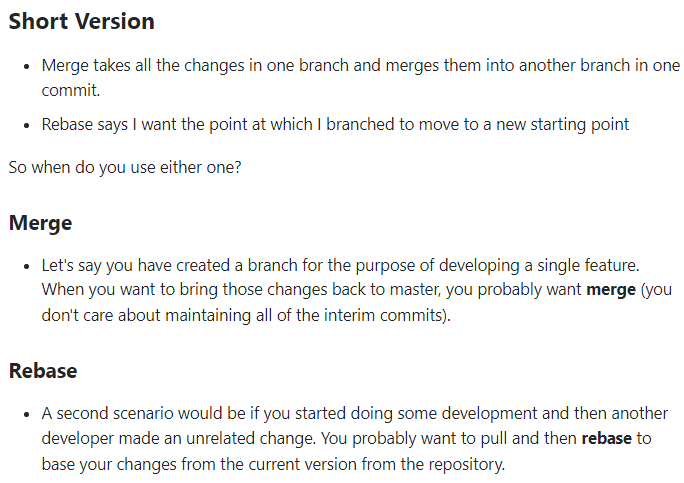 Short Version
• Merge takes all the changes in one branch and merges them into another branch in one
commit.
• Rebase says I want the point at which I branched to move to a new starting point
So when do you use either one?
Merge
• Let's say you have created a branch for the purpose of developing a single feature.
When you want to bring those changes back to master, you probably want merge (you
don't care about maintaining all of the interim commits).
Rebase
• A second scenario would be if you started doing some development and then another
developer made an unrelated change. You probably want to pull and then rebase to
base your changes from the current version from the repository.